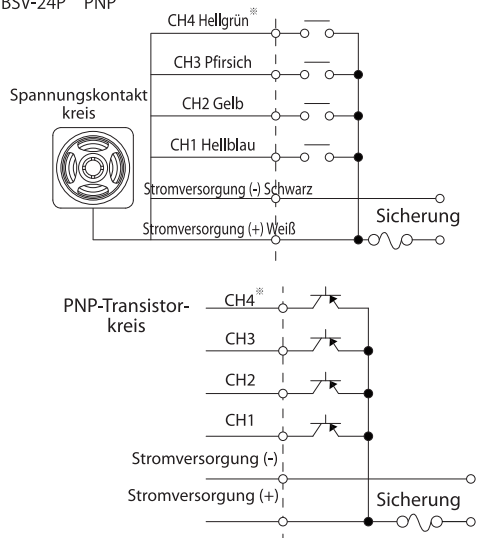 BSV-24P PNP
CH4 Hellgrün※
CH3 Pfirsich
Spannungskontakt
kreis
CH2 Gelb
CH1 Hellblau
Stromversorgung (-) Schwarz
Sicherung
Stromversorgung (+) Weiß
PNP-Transistor-
kreis
CH4※
CH3
CH2
CH1
Stromversorgung (-)
Stromversorgung (+)
Sicherung